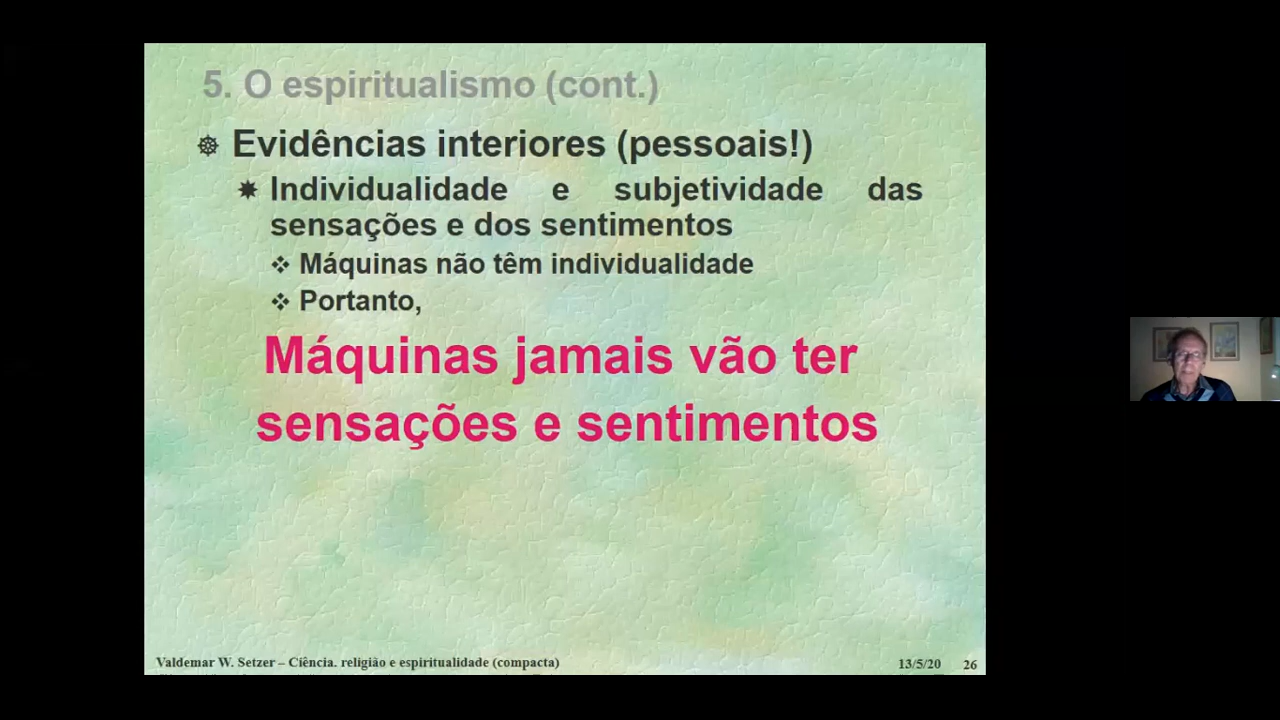 5. O espiritualismo (cont.)
Evidências interiores (pessoais!)
Individualidade e subjetividade das
sensações e dos sentimentos
Máquinas não têm individualidade
Portanto,
Máquinas jamais vão ter
sensações e sentimentos
Valdemar W. Setzer – Ciência. religião e espiritualidade (compacta)
13/5/20 26